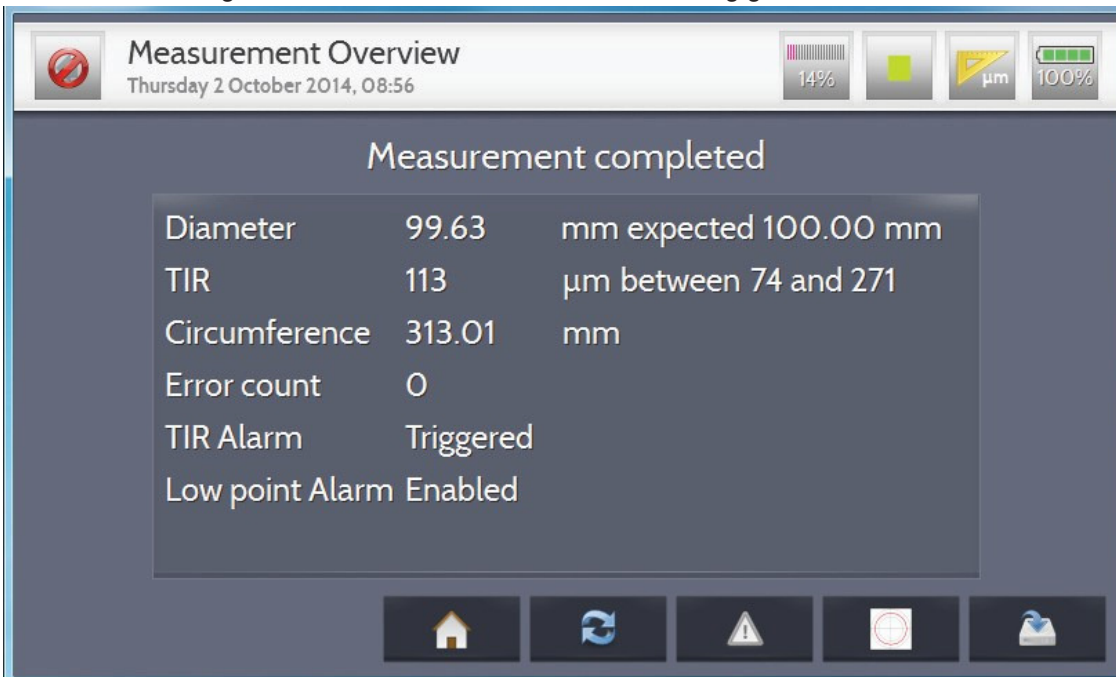 Measurement Overview
Thursday 2 October 2014, 08:56
14%
µm
100%
Measurement completed
Diameter 99.63 mm expected 100.00 mm
TIR 113 µm between 74 and 271
Circumference 313.01 mm
Error count 0
TIR Alarm Triggered
Low point Alarm Enabled